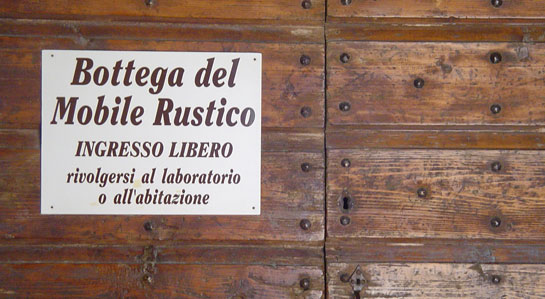 Bottega del
Mobile Rustico
INGRESSO LIBERO
rivolgersi al laboratorio
o all'abitazione